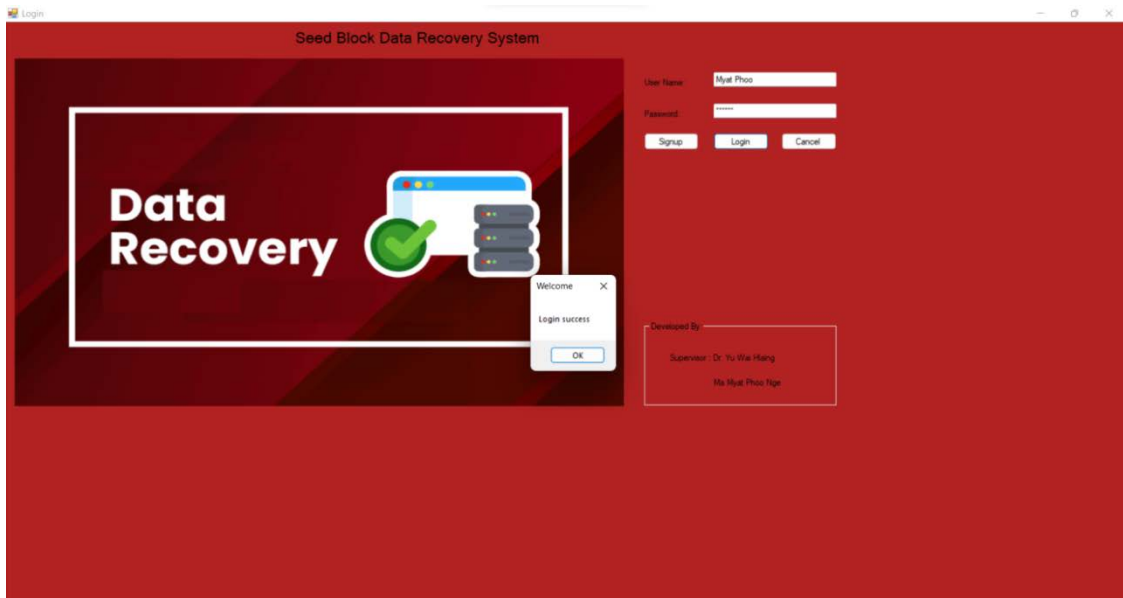 Login
Seed Block Data Recovery System
Data
Recovery
User Name
Myat Phoo
Password
******
Signup
Login
Cancel
Welcome
Login success
OK
Developed By
Supervisor : Dr. Yu Wai Hlaing
Ma Myat Phoo Nge